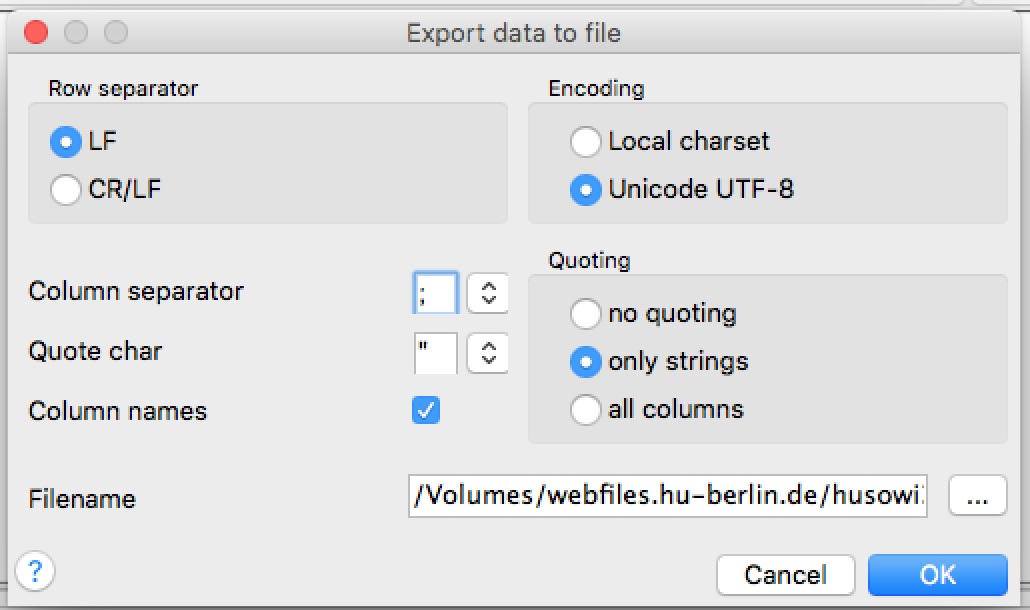 Export data to file
Row separator
LF
CR/LF
Encoding
Local charset
Unicode UTF-8
Column separator ;
Quote char "
Column names
Quoting
no quoting
only strings
all columns
Filename /Volumes/webfiles.hu-berlin.de/husowi ...
? Cancel OK